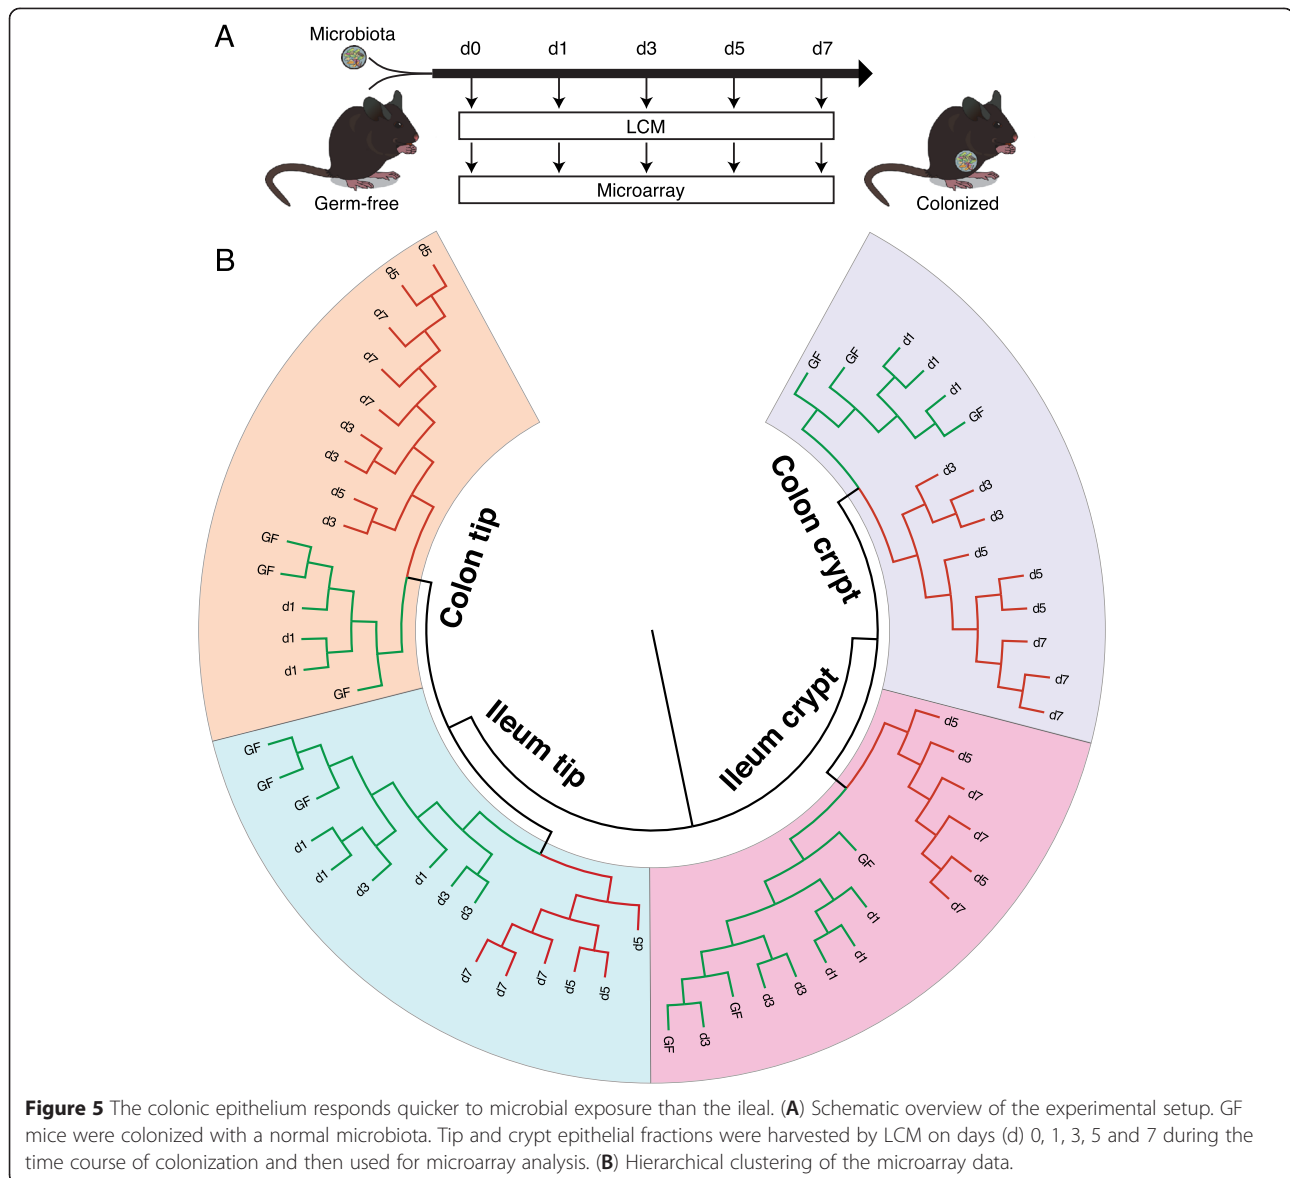 A
Microbiota
d0 d1 d3 d5 d7
LCM
Microarray
Germ-free
Colonized
B
d5
d5
d7
d7
d7
d3
d3
d5
d3
GF
GF
d1
d1
d1
GF
Colon tip
GF
GF
GF
d1
d1
d3
d1
d3
d3
d7
d7
d7
d5
d5
d5
Ileum tip
GF
GF
d1
d1
d1
GF
d3
d3
d3
d5
d5
d5
d7
d7
d7
Colon crypt
d5
d5
d7
d7
d5
d7
GF
d1
d1
d1
d3
d3
GF
d3
GF
Ileum crypt
Figure 5 The colonic epithelium responds quicker to microbial exposure than the ileal. (A) Schematic overview of the experimental setup. GF
mice were colonized with a normal microbiota. Tip and crypt epithelial fractions were harvested by LCM on days (d) 0, 1, 3, 5 and 7 during the
time course of colonization and then used for microarray analysis. (B) Hierarchical clustering of the microarray data.